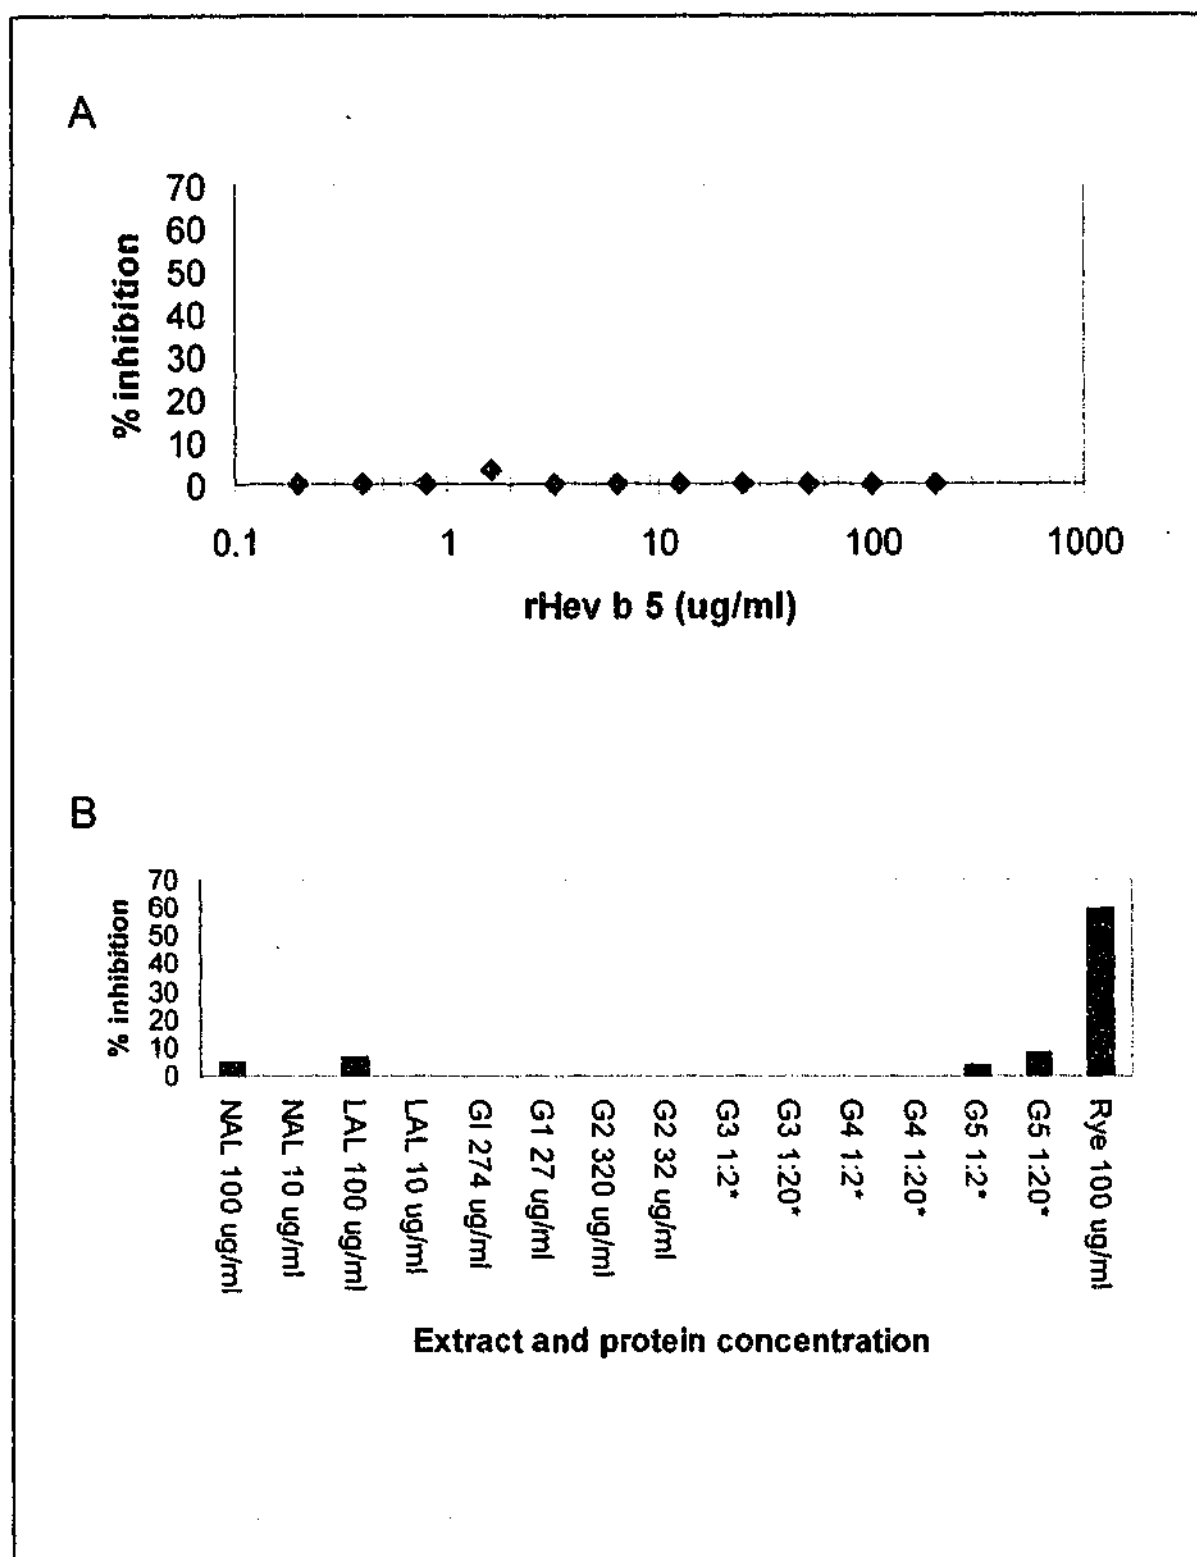 A
70
60
50
40
30
20
10
0
% inhibition
0.1 1 10 100 1000
rHev b 5 (ug/ml)
B
70
60
50
40
30
20
10
0
% inhibition
NAL 100 ug/ml
NAL 10 ug/ml
LAL 100 ug/ml
LAL 10 ug/ml
GI 274 ug/ml
G1 27 ug/ml
G2 320 ug/ml
G2 32 ug/ml
G3 1:2*
G3 1:20*
G4 1:2*
G4 1:20*
G5 1:2*
G5 1:20*
Rye 100 ug/ml
Extract and protein concentration